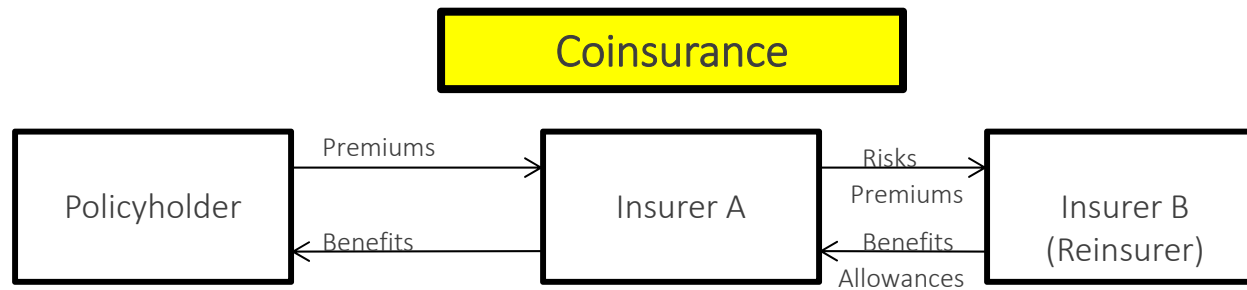 Coinsurance
Premiums
Risks
Premiums
Policyholder
Insurer A
Insurer B
(Reinsurer)
Benefits
Benefits
Allowances